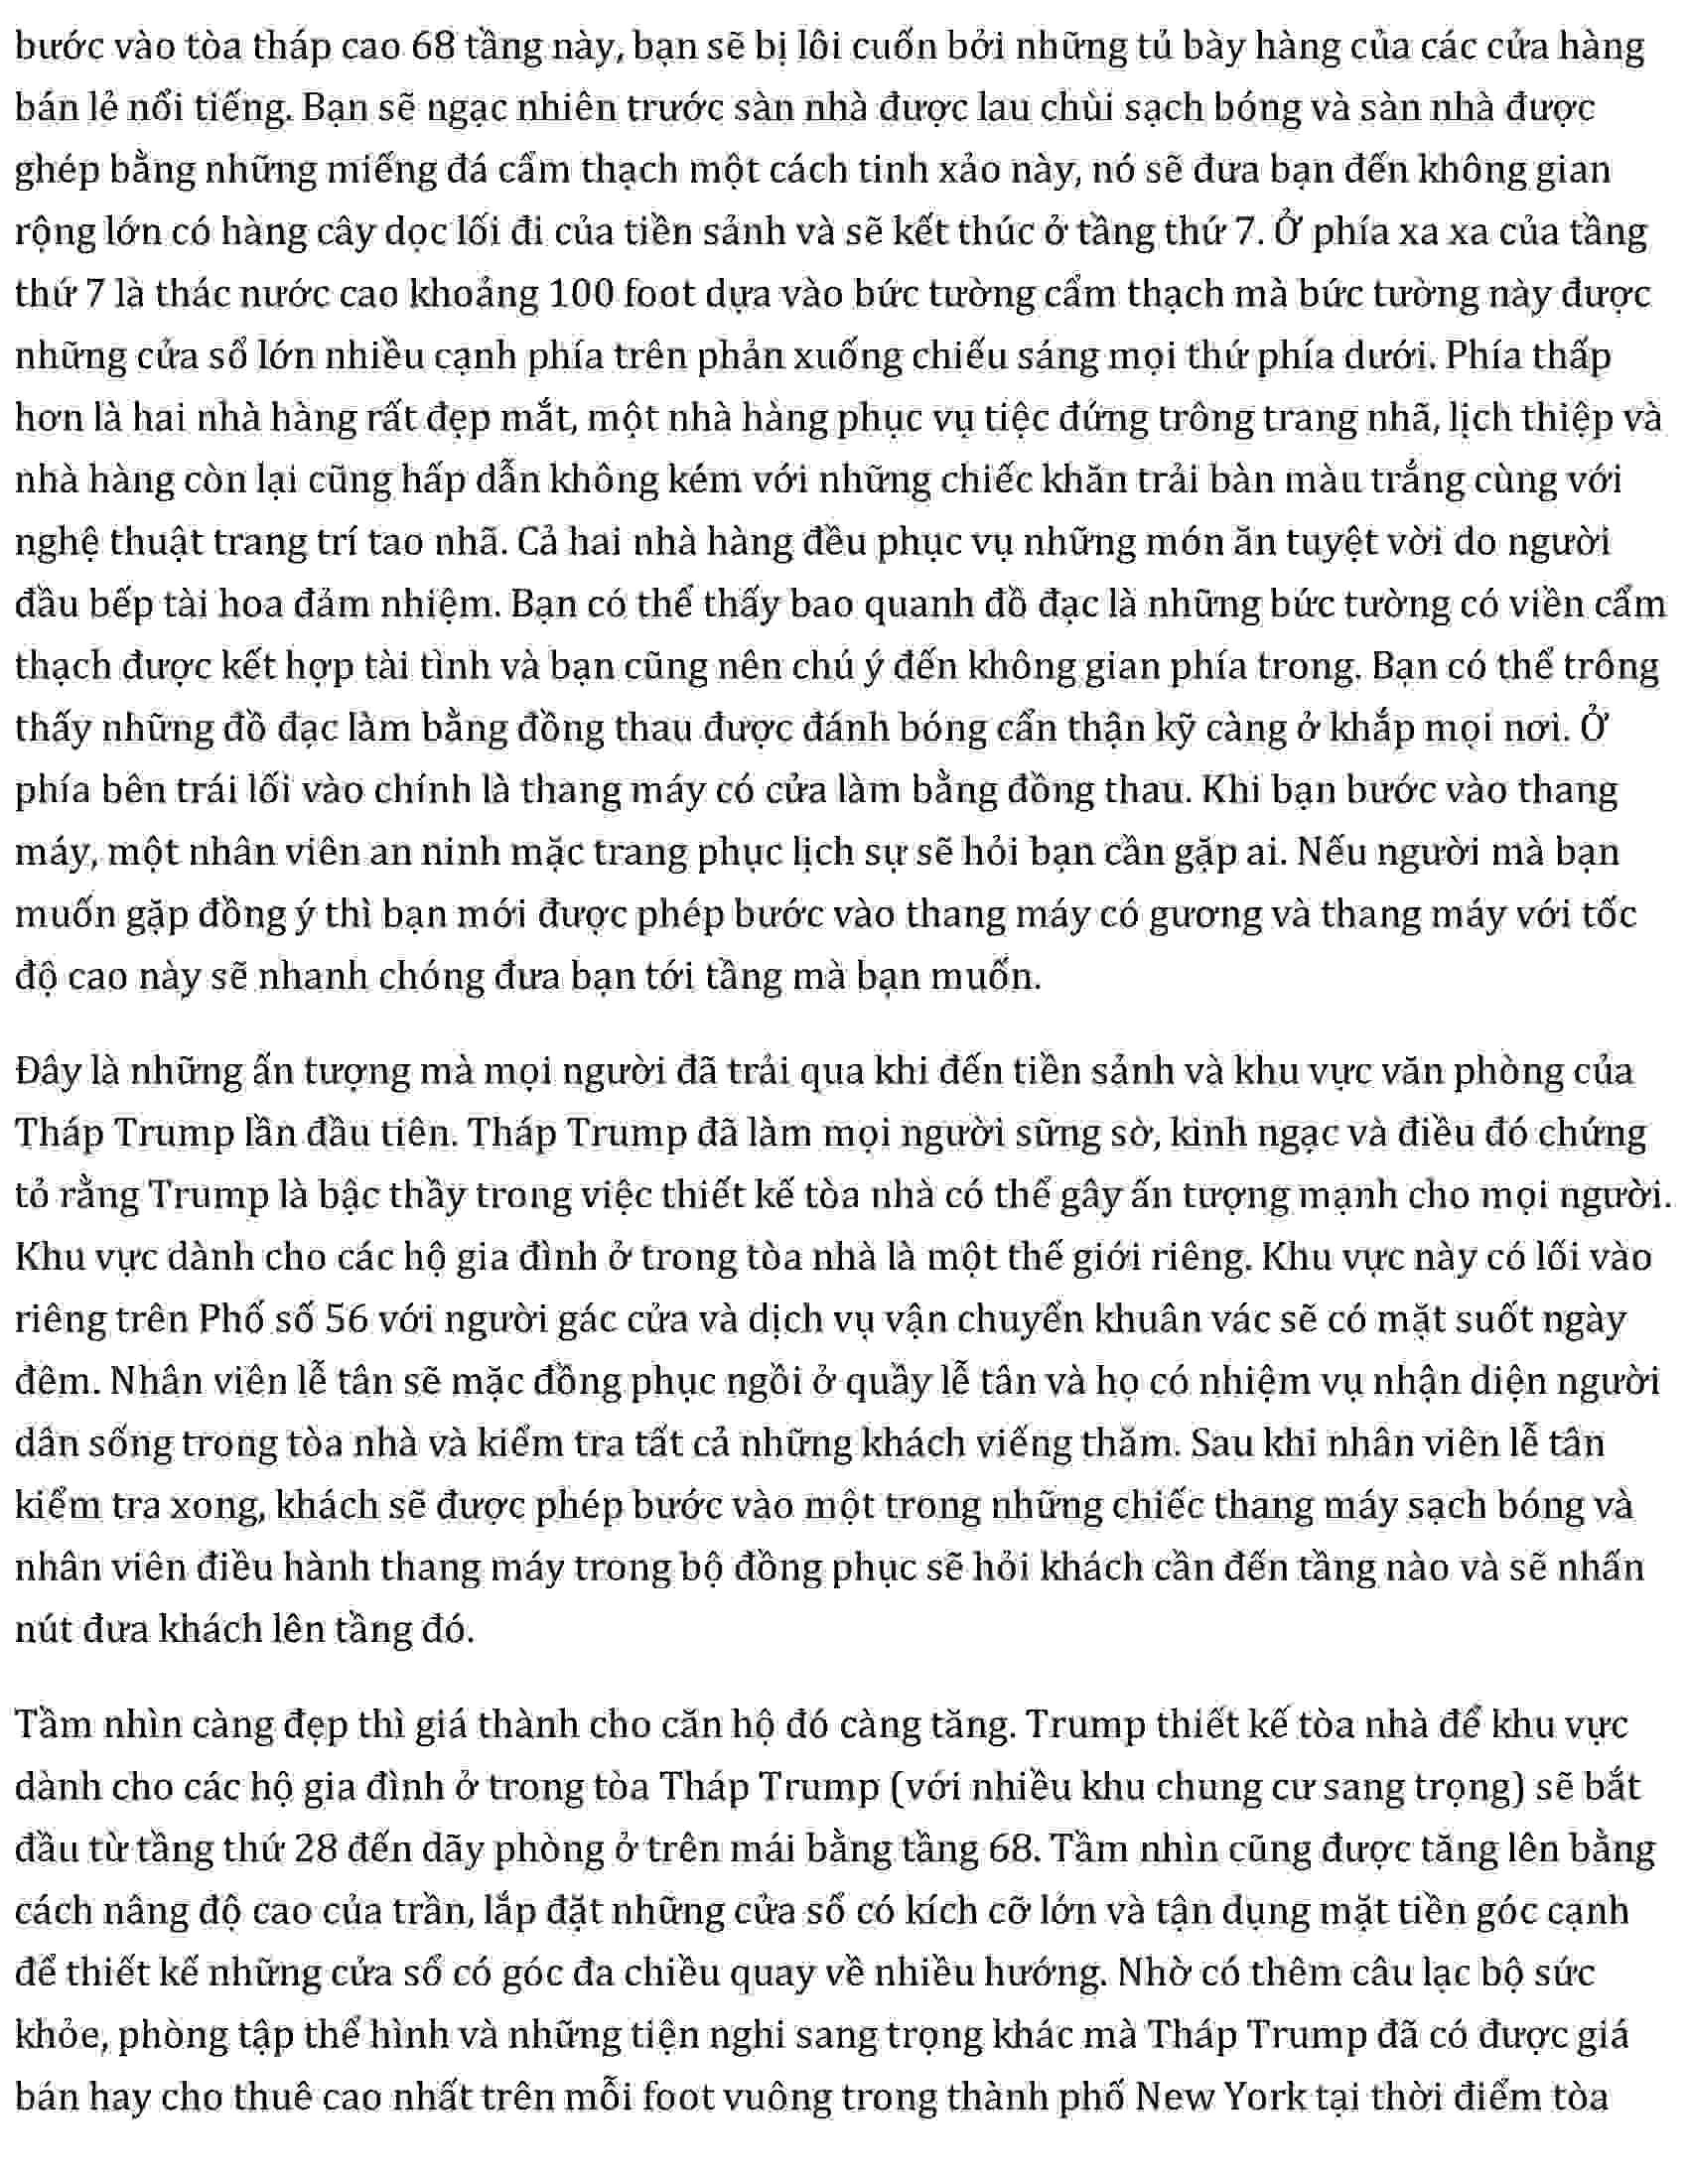 bước vào tòa tháp cao 68 tầng này, bạn sẽ bị lôi cuốn bởi những tủ bày hàng của các cửa hàng
bán lẻ nổi tiếng. Bạn sẽ ngạc nhiên trước sàn nhà được lau chùi sạch bóng và sàn nhà được
ghép bằng những miếng đá cẩm thạch một cách tinh xảo này, nó sẽ đưa bạn đến không gian
rộng lớn có hàng cây dọc lối đi của tiền sảnh và sẽ kết thúc ở tầng thứ 7. Ở phía xa xa của tầng
thứ 7 là thác nước cao khoảng 100 foot dựa vào bức tường cẩm thạch mà bức tường này được
những cửa sổ lớn nhiều cạnh phía trên phản xuống chiếu sáng mọi thứ phía dưới. Phía thấp
hơn là hai nhà hàng rất đẹp mắt, một nhà hàng phục vụ tiệc đứng trông trang nhã, lịch thiệp và
nhà hàng còn lại cũng hấp dẫn không kém với những chiếc khăn trải bàn màu trắng cùng với
nghệ thuật trang trí tao nhã. Cả hai nhà hàng đều phục vụ những món ăn tuyệt vời do người
đầu bếp tài hoa đảm nhiệm. Bạn có thể thấy bao quanh đồ đạc là những bức tường có viền cẩm
thạch được kết hợp tài tình và bạn cũng nên chú ý đến không gian phía trong. Bạn có thể trông
thấy những đồ đạc làm bằng đồng thau được đánh bóng cẩn thận kỹ càng ở khắp mọi nơi. Ở
phía bên trái lối vào chính là thang máy có cửa làm bằng đồng thau. Khi bạn bước vào thang
máy, một nhân viên an ninh mặc trang phục lịch sự sẽ hỏi bạn cần gặp ai. Nếu người mà bạn
muốn gặp đồng ý thì bạn mới được phép bước vào thang máy có gương và thang máy với tốc
độ cao này sẽ nhanh chóng đưa bạn tới tầng mà bạn muốn.
Đây là những ấn tượng mà mọi người đã trải qua khi đến tiền sảnh và khu vực văn phòng của
Tháp Trump lần đầu tiên. Tháp Trump đã làm mọi người sững sờ, kinh ngạc và điều đó chứng
tỏ rằng Trump là bậc thầy trong việc thiết kế tòa nhà có thể gây ấn tượng mạnh cho mọi người.
Khu vực dành cho các hộ gia đình ở trong tòa nhà là một thế giới riêng. Khu vực này có lối vào
riêng trên Phố số 56 với người gác cửa và dịch vụ vận chuyển khuân vác sẽ có mặt suốt ngày
đêm. Nhân viên lễ tân sẽ mặc đồng phục ngồi ở quầy lễ tân và họ có nhiệm vụ nhận diện người
dân sống trong tòa nhà và kiểm tra tất cả những khách viếng thăm. Sau khi nhân viên lễ tân
kiểm tra xong, khách sẽ được phép bước vào một trong những chiếc thang máy sạch bóng và
nhân viên điều hành thang máy trong bộ đồng phục sẽ hỏi khách cần đến tầng nào và sẽ nhấn
nút đưa khách lên tầng đó.
Tầm nhìn càng đẹp thì giá thành cho căn hộ đó càng tăng. Trump thiết kế tòa nhà để khu vực
dành cho các hộ gia đình ở trong tòa Tháp Trump (với nhiều khu chung cư sang trọng) sẽ bắt
đầu từ tầng thứ 28 đến dãy phòng ở trên mái bằng tầng 68. Tầm nhìn cũng được tăng lên bằng
cách nâng độ cao của trần, lắp đặt những cửa sổ có kích cỡ lớn và tận dụng mặt tiền góc cạnh
để thiết kế những cửa sổ có góc đa chiều quay về nhiều hướng. Nhờ có thêm câu lạc bộ sức
khỏe, phòng tập thể hình và những tiện nghi sang trọng khác mà Tháp Trump đã có được giá
bán hay cho thuê cao nhất trên mỗi foot vuông trong thành phố New York tại thời điểm tòa